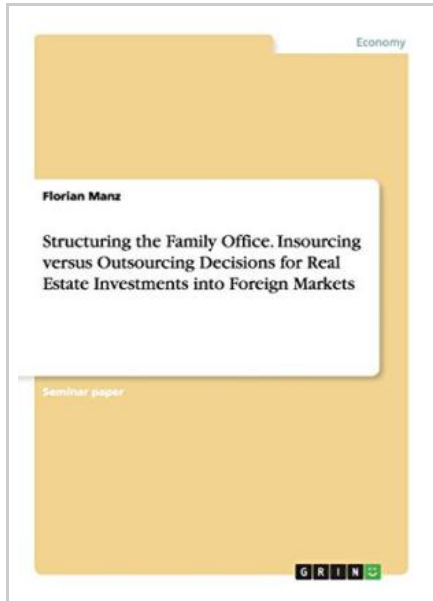 Economy
Florian Manz
Structuring the Family Office. Insourcing
versus Outsourcing Decisions for Real
Estate Investments into Foreign Markets
Seminar paper
GRIN